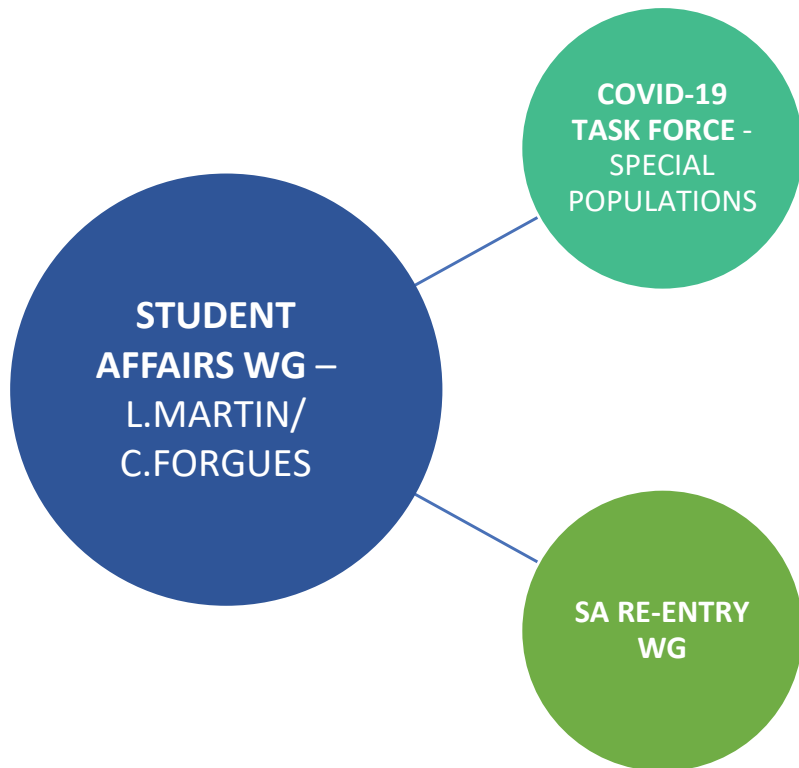 COVID-19
TASK FORCE -
SPECIAL
POPULATIONS
STUDENT
AFFAIRS WG –
L.MARTIN/
C.FORGUES
SA RE-ENTRY
WG